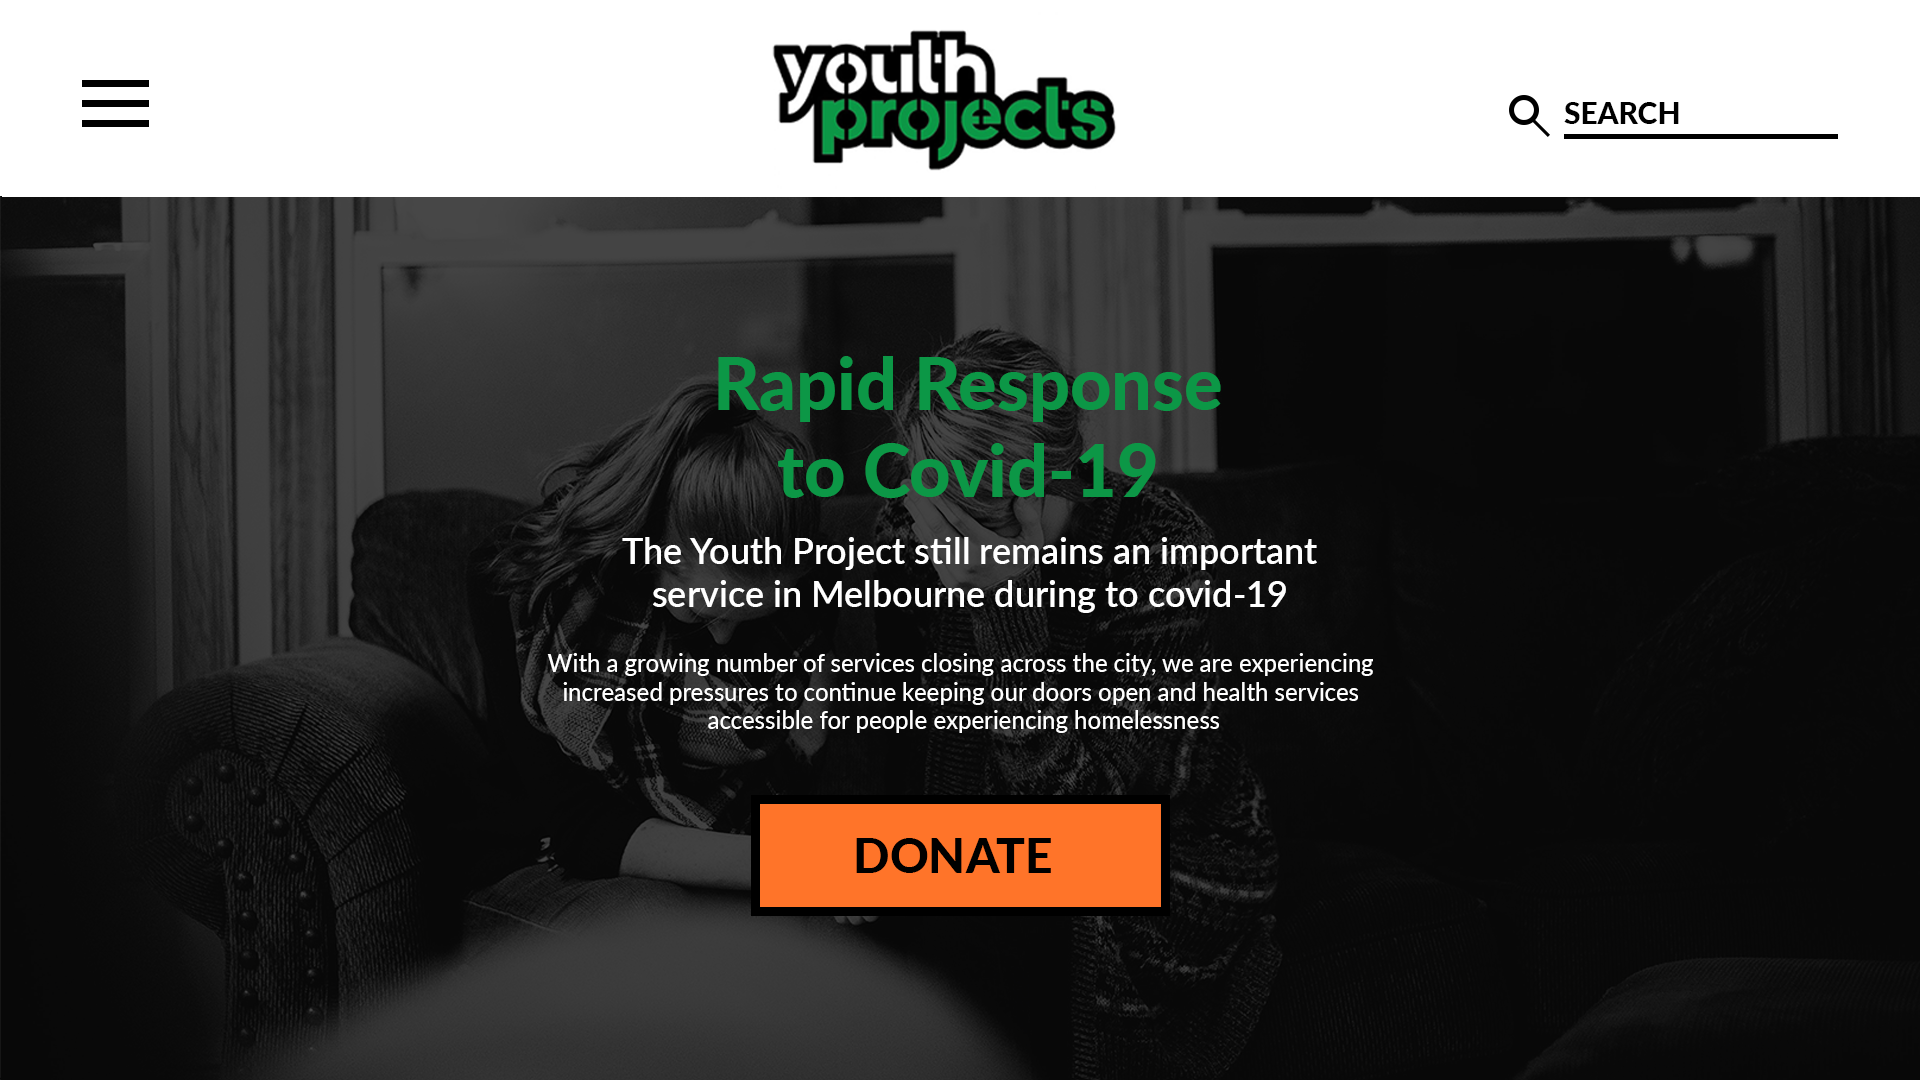 youth
projects
SEARCH
Rapid Response
to Covid-19
The Youth Project still remains an important
service in Melbourne during to covid-19
With a growing number of services closing across the city, we are experiencing
increased pressures to continue keeping our doors open and health services
accessible for people experiencing homelessness
DONATE